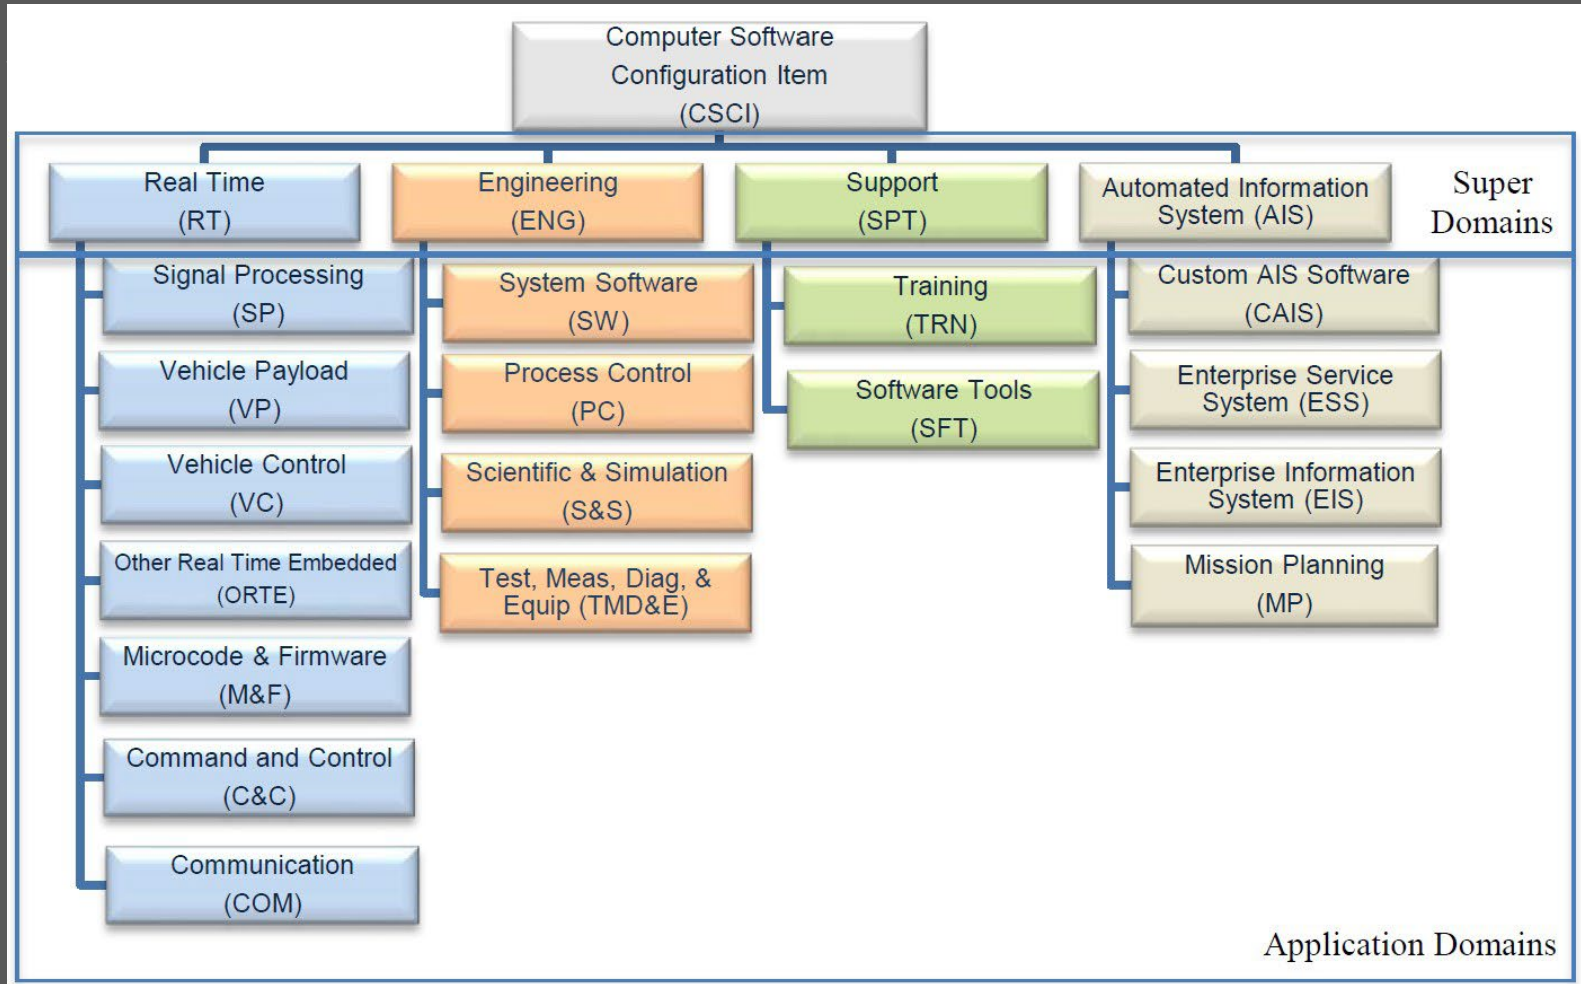 Computer Software
Configuration Item
(CSCI)
Real Time
(RT)
Engineering
(ENG)
Support
(SPT)
Automated Information
System (AIS)
Super
Domains
Signal Processing
(SP)
Vehicle Payload
(VP)
Vehicle Control
(VC)
Other Real Time Embedded
(ORTE)
Microcode & Firmware
(M&F)
Command and Control
(C&C)
Communication
(COM)
System Software
(SW)
Process Control
(PC)
Scientific & Simulation
(S&S)
Test, Meas, Diag, &
Equip (TMD&E)
Training
(TRN)
Software Tools
(SFT)
Custom AIS Software
(CAIS)
Enterprise Service
System (ESS)
Enterprise Information
System (EIS)
Mission Planning
(MP)
Application Domains